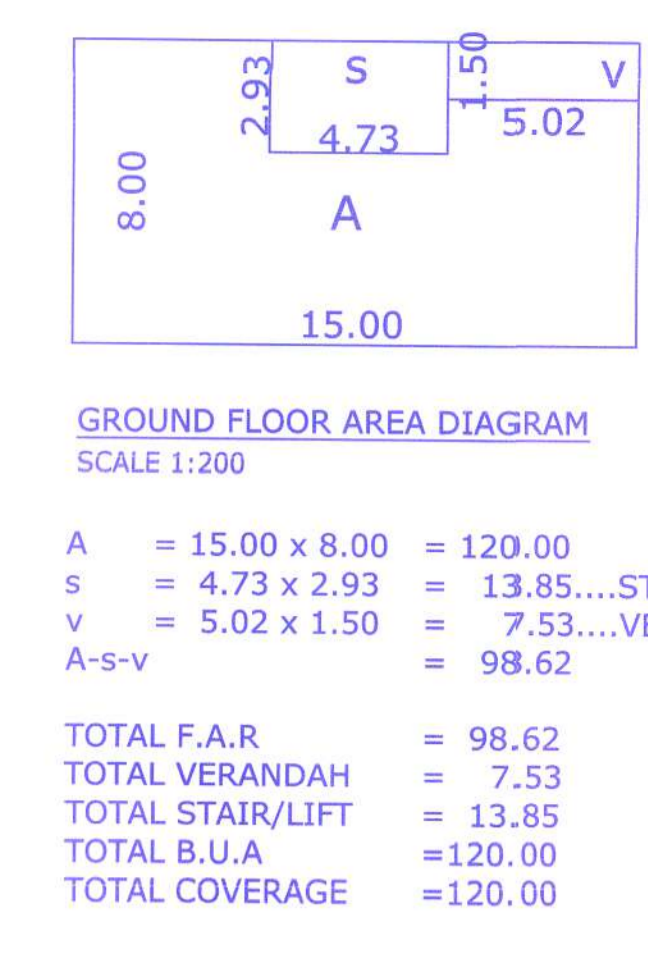 2.93 s 1.50 v
4.73 5.02
8.00 A
15.00
GROUND FLOOR AREA DIAGRAM
SCALE 1:200
A = 15.00 x 8.00 = 120.00
s = 4.73 x 2.93 = 13.85....ST
v = 5.02 x 1.50 = 7.53....VE
A-s-v = 98.62
TOTAL F.A.R = 98.62
TOTAL VERANDAH = 7.53
TOTAL STAIR/LIFT = 13.85
TOTAL B.U.A =120.00
TOTAL COVERAGE =120.00